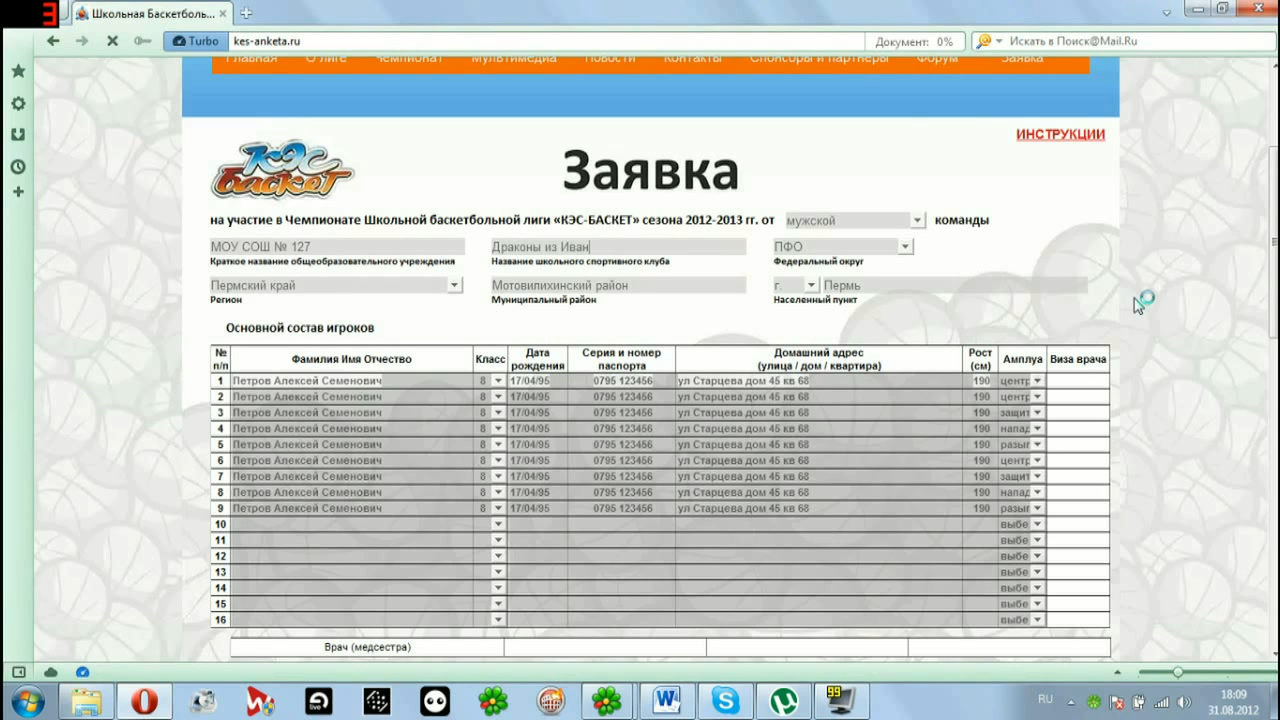 З
Школьная Баскетболь...
Turbo
kes-anketa.ru
Документ: 0%
Искать в Поиск@Mail.Ru
Главная О лиге Чемпионат Мультимедиа Новости Контакты Спонсоры и партнеры Форум Заявка
ИНСТРУКЦИИ
КЭС
Баскет
Заявка
на участие в Чемпионате Школьной баскетбольной лиги «КЭС-БАСКЕТ» сезона 2012-2013 гг. от мужской команды
МОУ СОШ № 127 Драконы из Иван ПФО
Краткое название общеобразовательного учреждения Название школьного спортивного клуба Федеральный округ
Пермский край Мотовилихинский район г. Пермь
Регион Муниципальный район Населенный пункт
Основной состав игроков
№ п/п Фамилия Имя Отчество Класс Дата рождения Серия и номер паспорта Домашний адрес (улица / дом / квартира) Рост (см) Амплуа Виза врача
1 Петров Алексей Семенович 8 17/04/95 0795 123456 ул Старцева дом 45 кв 68 190 центр
2 Петров Алексей Семенович 8 17/04/95 0795 123456 ул Старцева дом 45 кв 68 190 центр
3 Петров Алексей Семенович 8 17/04/95 0795 123456 ул Старцева дом 45 кв 68 190 защит
4 Петров Алексей Семенович 8 17/04/95 0795 123456 ул Старцева дом 45 кв 68 190 напад
5 Петров Алексей Семенович 8 17/04/95 0795 123456 ул Старцева дом 45 кв 68 190 разыг
6 Петров Алексей Семенович 8 17/04/95 0795 123456 ул Старцева дом 45 кв 68 190 центр
7 Петров Алексей Семенович 8 17/04/95 0795 123456 ул Старцева дом 45 кв 68 190 защит
8 Петров Алексей Семенович 8 17/04/95 0795 123456 ул Старцева дом 45 кв 68 190 напад
9 Петров Алексей Семенович 8 17/04/95 0795 123456 ул Старцева дом 45 кв 68 190 разыг
10 выбе
11 выбе
12 выбе
13 выбе
14 выбе
15 выбе
16 выбе
Врач (медсестра)
live
99
RU
18:09
31.08.2012